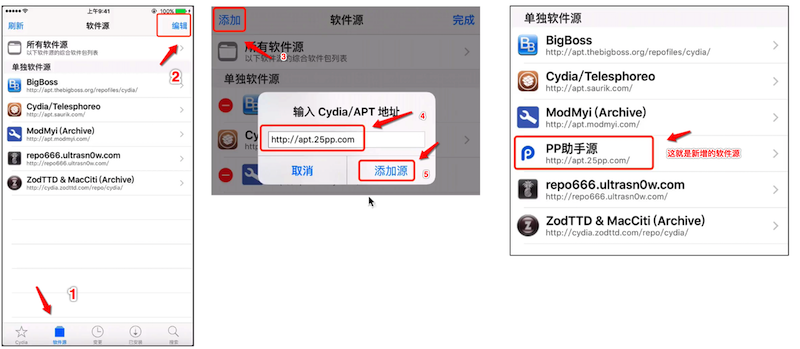 上午9:41
100%
刷新
软件源
编辑
所有软件源
以下软件源的综合软件包列表
②
单独软件源
BigBoss
http://apt.thebigboss.org/repofiles/cydia/
Cydia/Telesphoreo
http://apt.saurik.com/
ModMyi (Archive)
http://apt.modmyi.com/
repo666.ultrasn0w.com
http://repo666.ultrasn0w.com/
ZodTTD & MacCiti (Archive)
http://cydia.zodttd.com/repo/cydia/
①
Cydia
软件源
变更
已安装
搜索
添加
软件源
完成
所有软件源
以下软件源的综合软件包列表
③
单独软件源
输入 Cydia/APT 地址
④
http://apt.25pp.com
取消
添加源
⑤
单独软件源
BigBoss
http://apt.thebigboss.org/repofiles/cydia/
Cydia/Telesphoreo
http://apt.saurik.com/
ModMyi (Archive)
http://apt.modmyi.com/
PP助手源
http://apt.25pp.com/
这就是新增的软件源
repo666.ultrasn0w.com
http://repo666.ultrasn0w.com/
ZodTTD & MacCiti (Archive)
http://cydia.zodttd.com/repo/cydia/